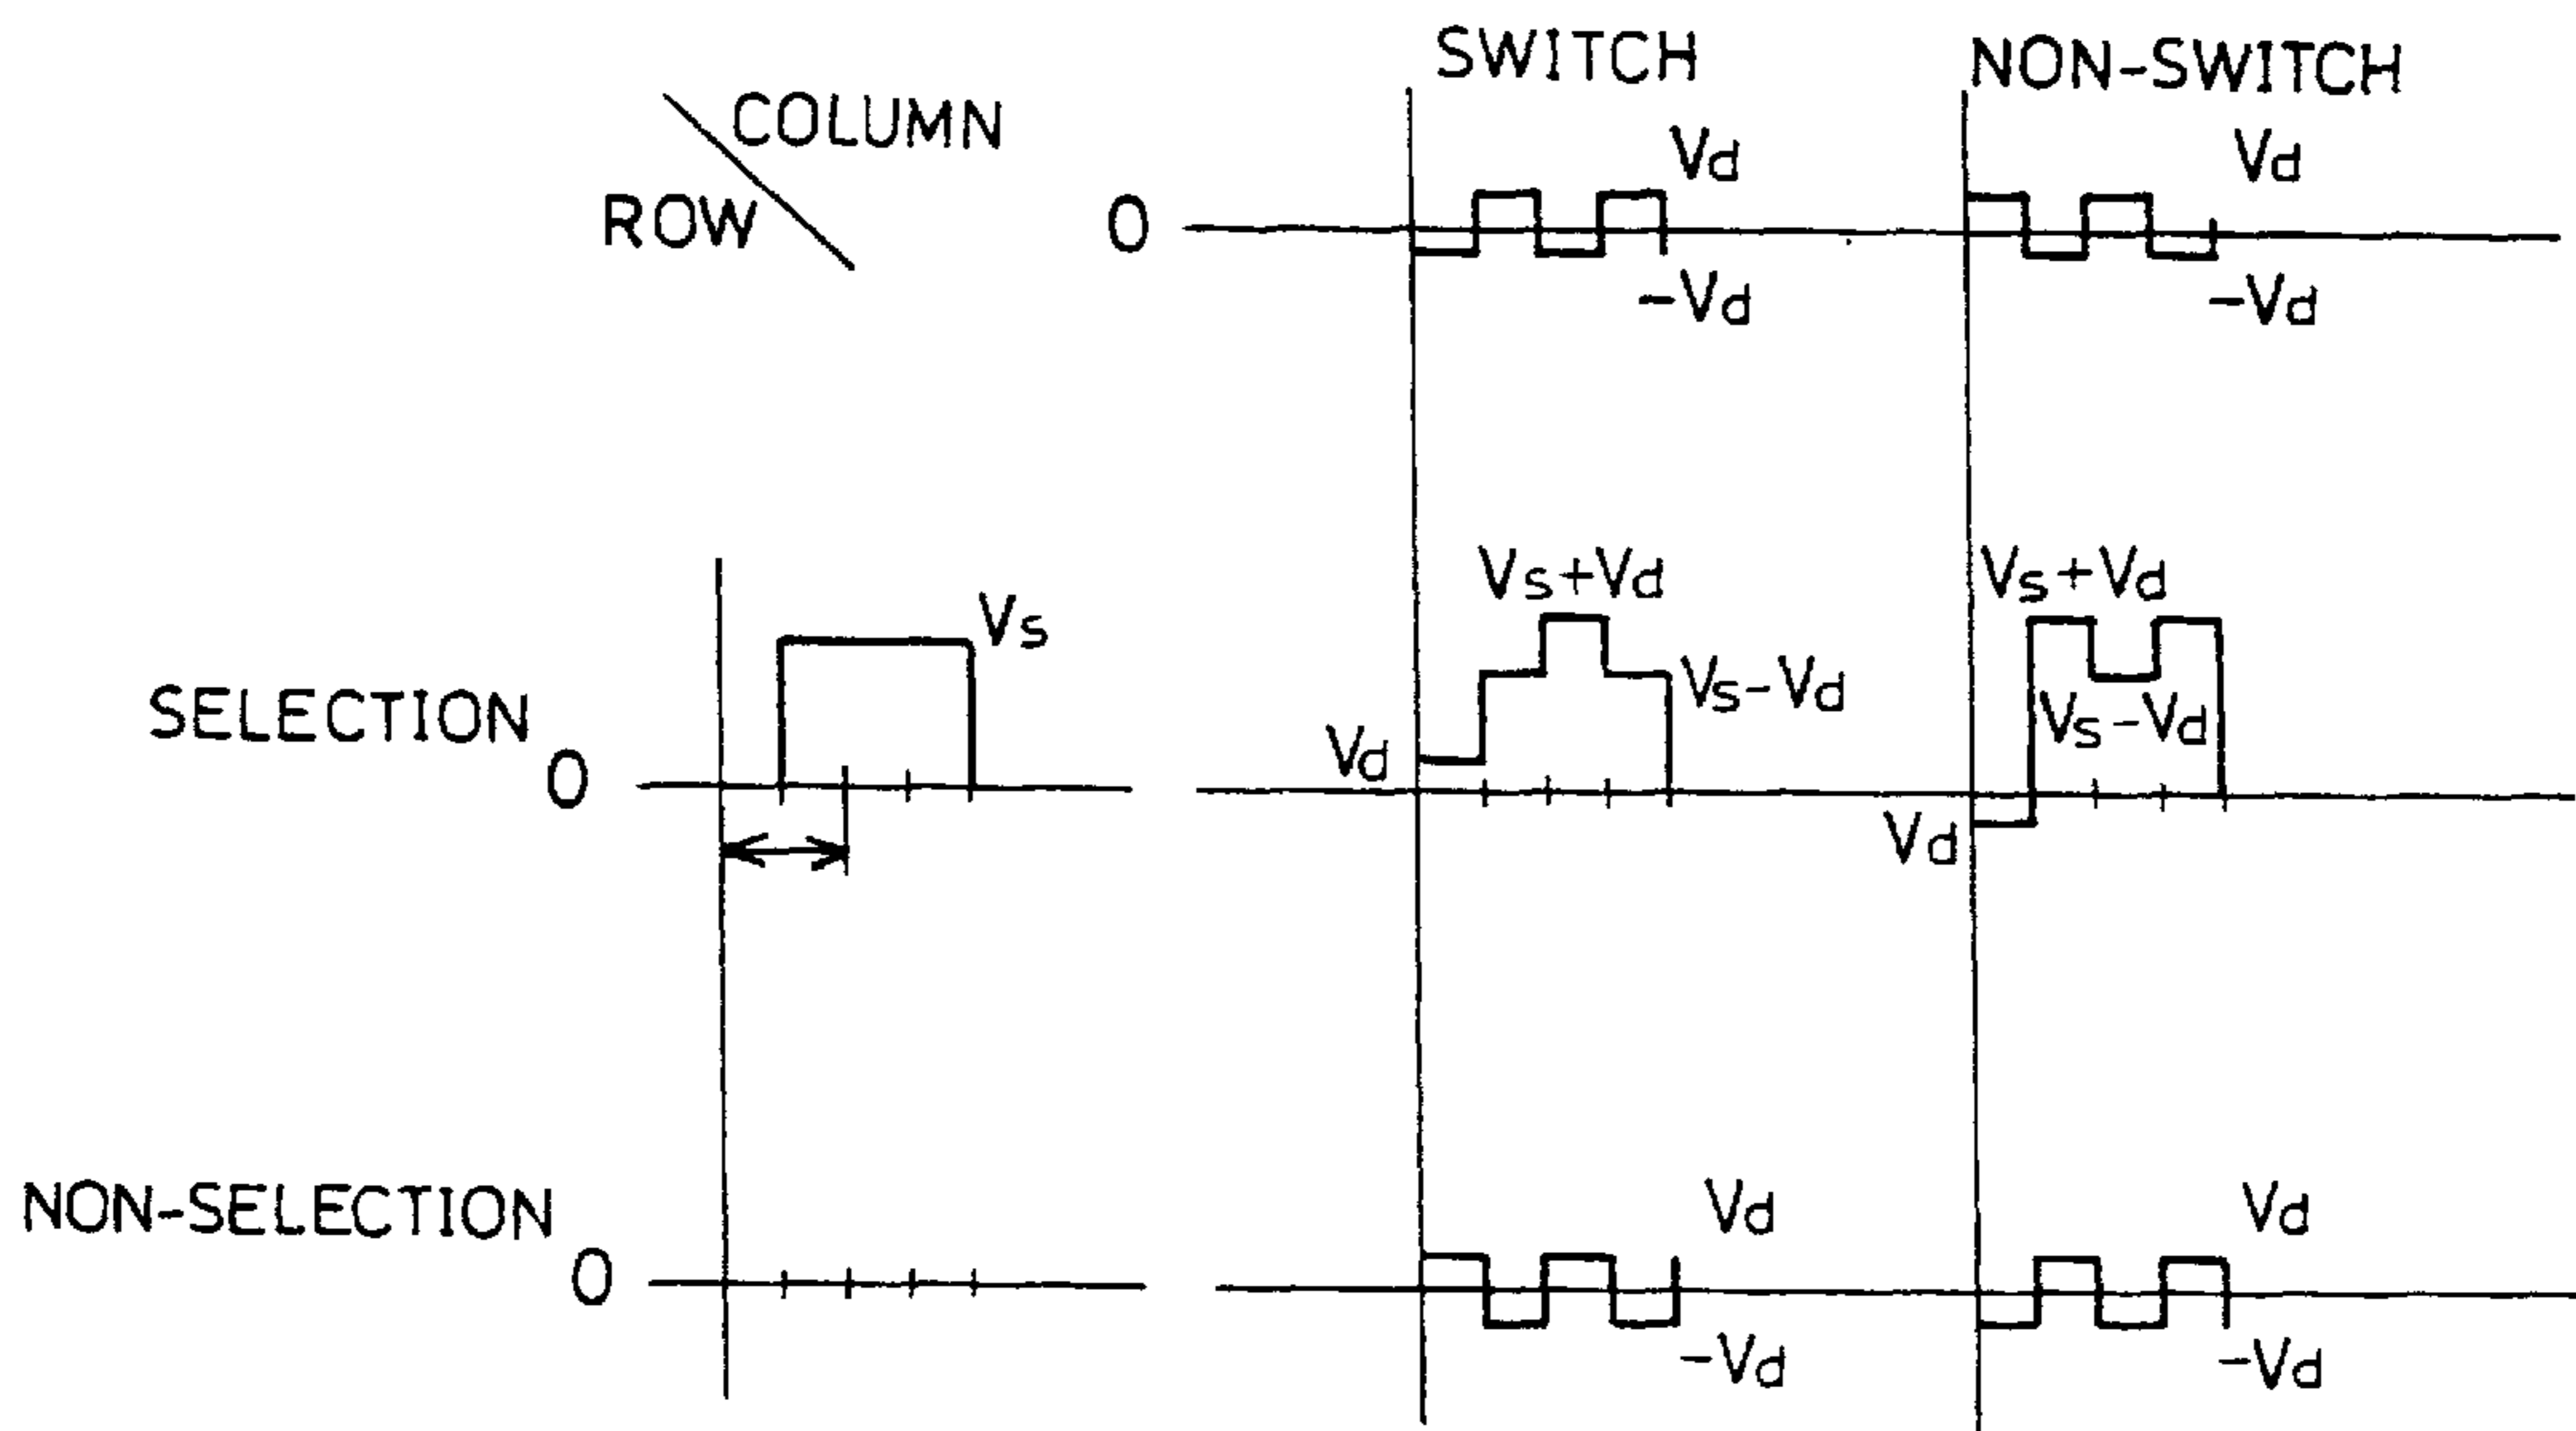 SWITCH
NON-SWITCH
COLUMN
ROW
0
Vd
-Vd
Vd
-Vd
SELECTION
0
Vs
Vs+Vd
Vs-Vd
Vd
Vs+Vd
Vs-Vd
Vd
NON-SELECTION
0
Vd
-Vd
Vd
-Vd